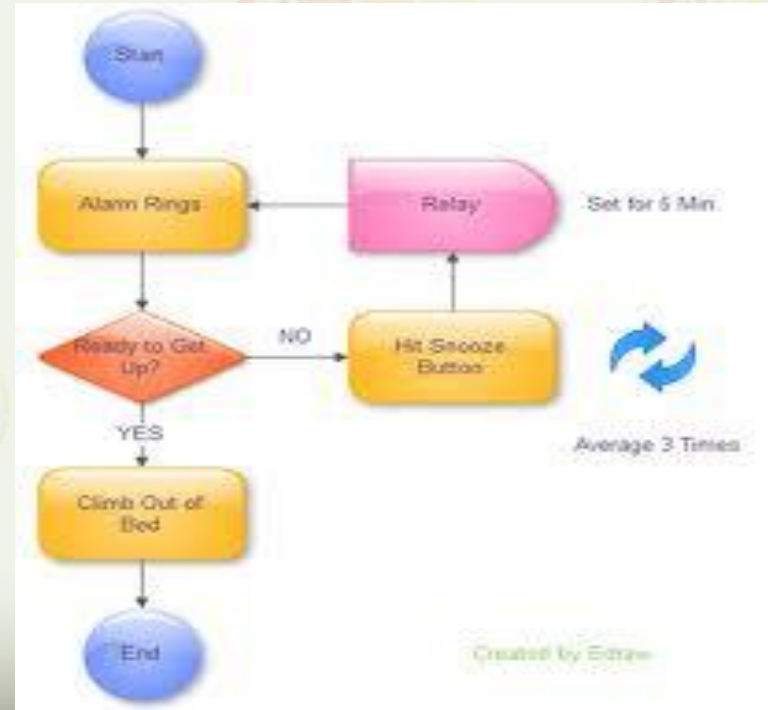 Start
Alarm Rings
Relay
Set for 5 Min
Ready to Get
Up?
NO
Hit Snooze
Button
Average 3 Times
YES
Climb Out of
Bed
End
Created by Edraw